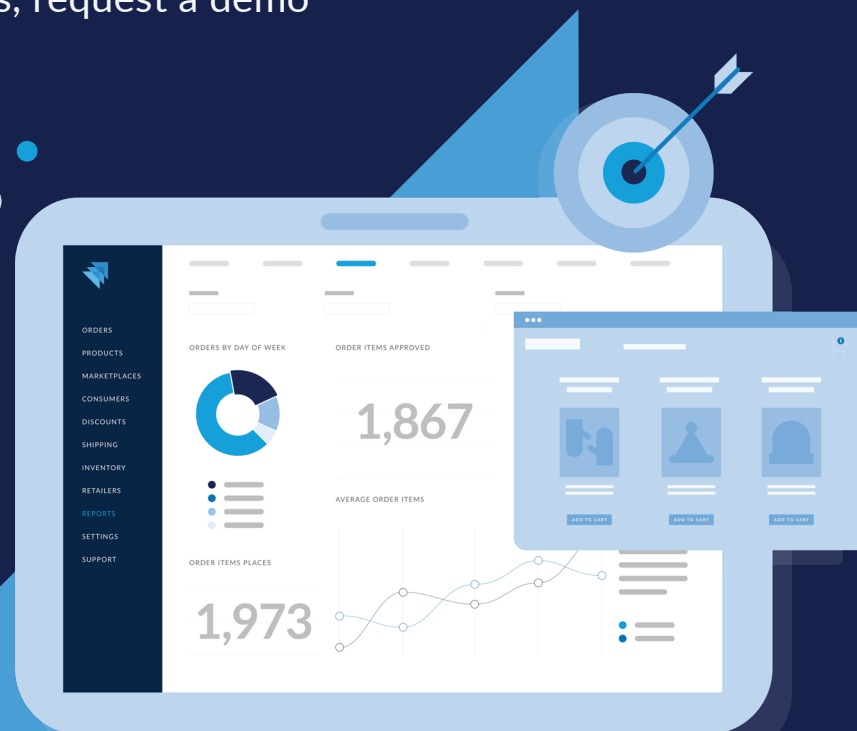 s, request a demo
ORDERS
PRODUCTS
MARKETPLACES
CONSUMERS
DISCOUNTS
SHIPPING
INVENTORY
RETAILERS
REPORTS
SETTINGS
SUPPORT
ORDERS BY DAY OF WEEK
ORDER ITEMS APPROVED
1,867
AVERAGE ORDER ITEMS
ORDER ITEMS PLACES
1,973
ADD TO CART
ADD TO CART
ADD TO CART